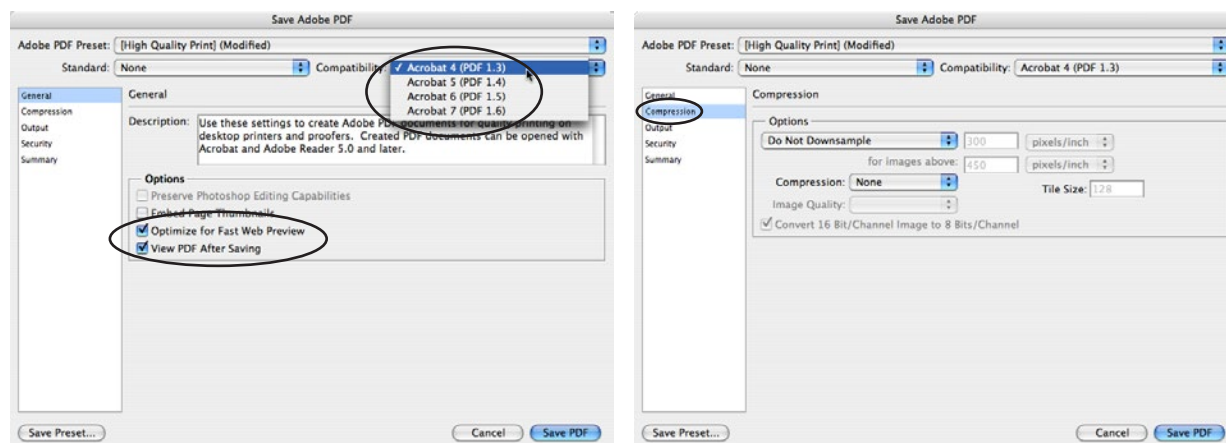 Save Adobe PDF
Adobe PDF Preset: [High Quality Print] (Modified)
Standard: None Compatibility: ✓ Acrobat 4 (PDF 1.3)
Acrobat 5 (PDF 1.4)
Acrobat 6 (PDF 1.5)
Acrobat 7 (PDF 1.6)
General
Compression
Output
Security
Summary
General
Description: Use these settings to create Adobe PDF documents for quality printing on
desktop printers and proofers. Created PDF documents can be opened with
Acrobat and Adobe Reader 5.0 and later.
Options
Preserve Photoshop Editing Capabilities
Embed Page Thumbnails
Optimize for Fast Web Preview
View PDF After Saving
Save Preset... Cancel Save PDF
Save Adobe PDF
Adobe PDF Preset: [High Quality Print] (Modified)
Standard: None Compatibility: Acrobat 4 (PDF 1.3)
General
Compression
Output
Security
Summary
Compression
Options
Do Not Downsample 300 pixels/inch
for images above: 450 pixels/inch
Compression: None Tile Size: 128
Image Quality:
Convert 16 Bit/Channel Image to 8 Bits/Channel
Save Preset... Cancel Save PDF